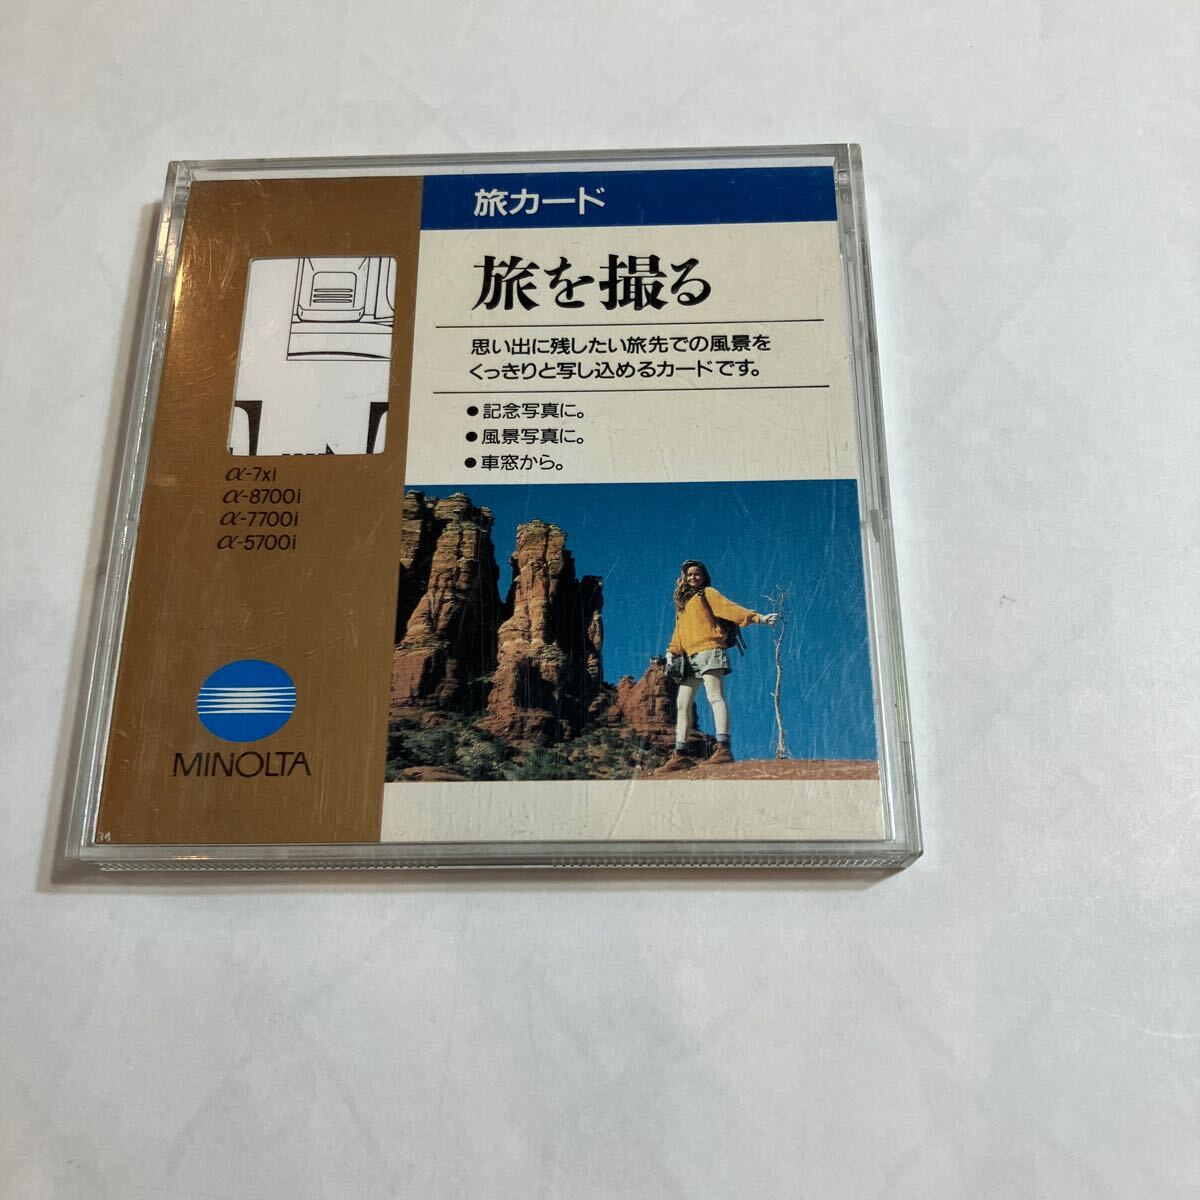 旅カード
旅を撮る
思い出に残したい旅先での風景を
くっきりと写し込めるカードです。
●記念写真に。
●風景写真に。
●車窓から。
α-7xi
α-8700i
α-7700i
α-5700i
MINOLTA
34